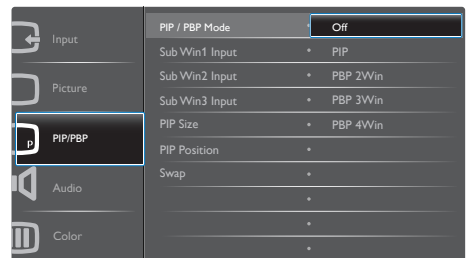 Input
Picture
P
PIP/PBP
Audio
Color
PIP / PBP Mode • Off
Sub Win1 Input • PIP
Sub Win2 Input • PBP 2Win
Sub Win3 Input • PBP 3Win
PIP Size • PBP 4Win
PIP Position •
Swap •
•
•
•